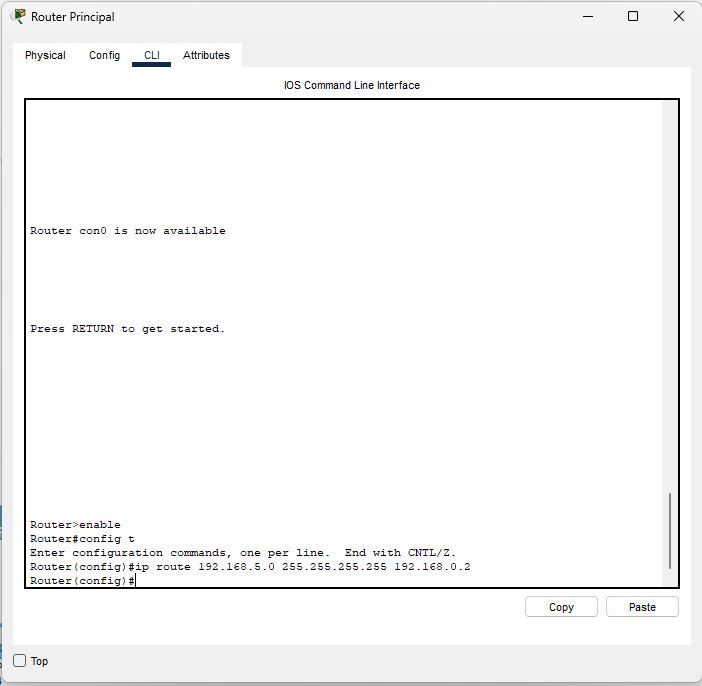 Router Principal
Physical Config CLI Attributes
IOS Command Line Interface
Router con0 is now available
Press RETURN to get started.
Router>enable
Router#config t
Enter configuration commands, one per line.  End with CNTL/Z.
Router(config)#ip route 192.168.5.0 255.255.255.255 192.168.0.2
Router(config)#
Copy Paste
Top